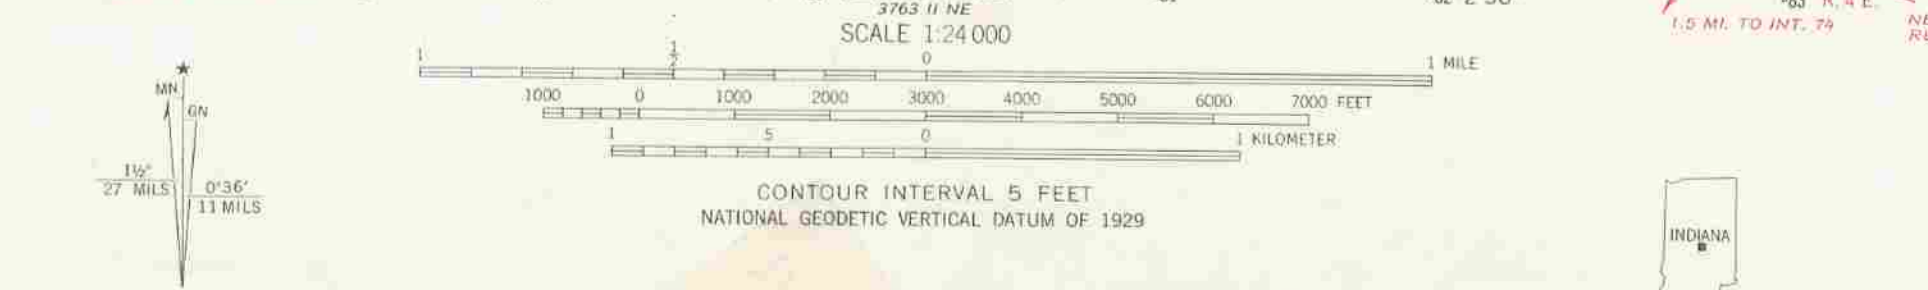 3763 II NE
R. 4 E.
1.5 MI. TO INT. 74
SCALE 1:24 000
1 ½ 0 1 MILE
1000 0 1000 2000 3000 4000 5000 6000 7000 FEET
1 5 0 1 KILOMETER
MN
GN
1½°
27 MILS
0°36′
11 MILS
CONTOUR INTERVAL 5 FEET
NATIONAL GEODETIC VERTICAL DATUM OF 1929
INDIANA